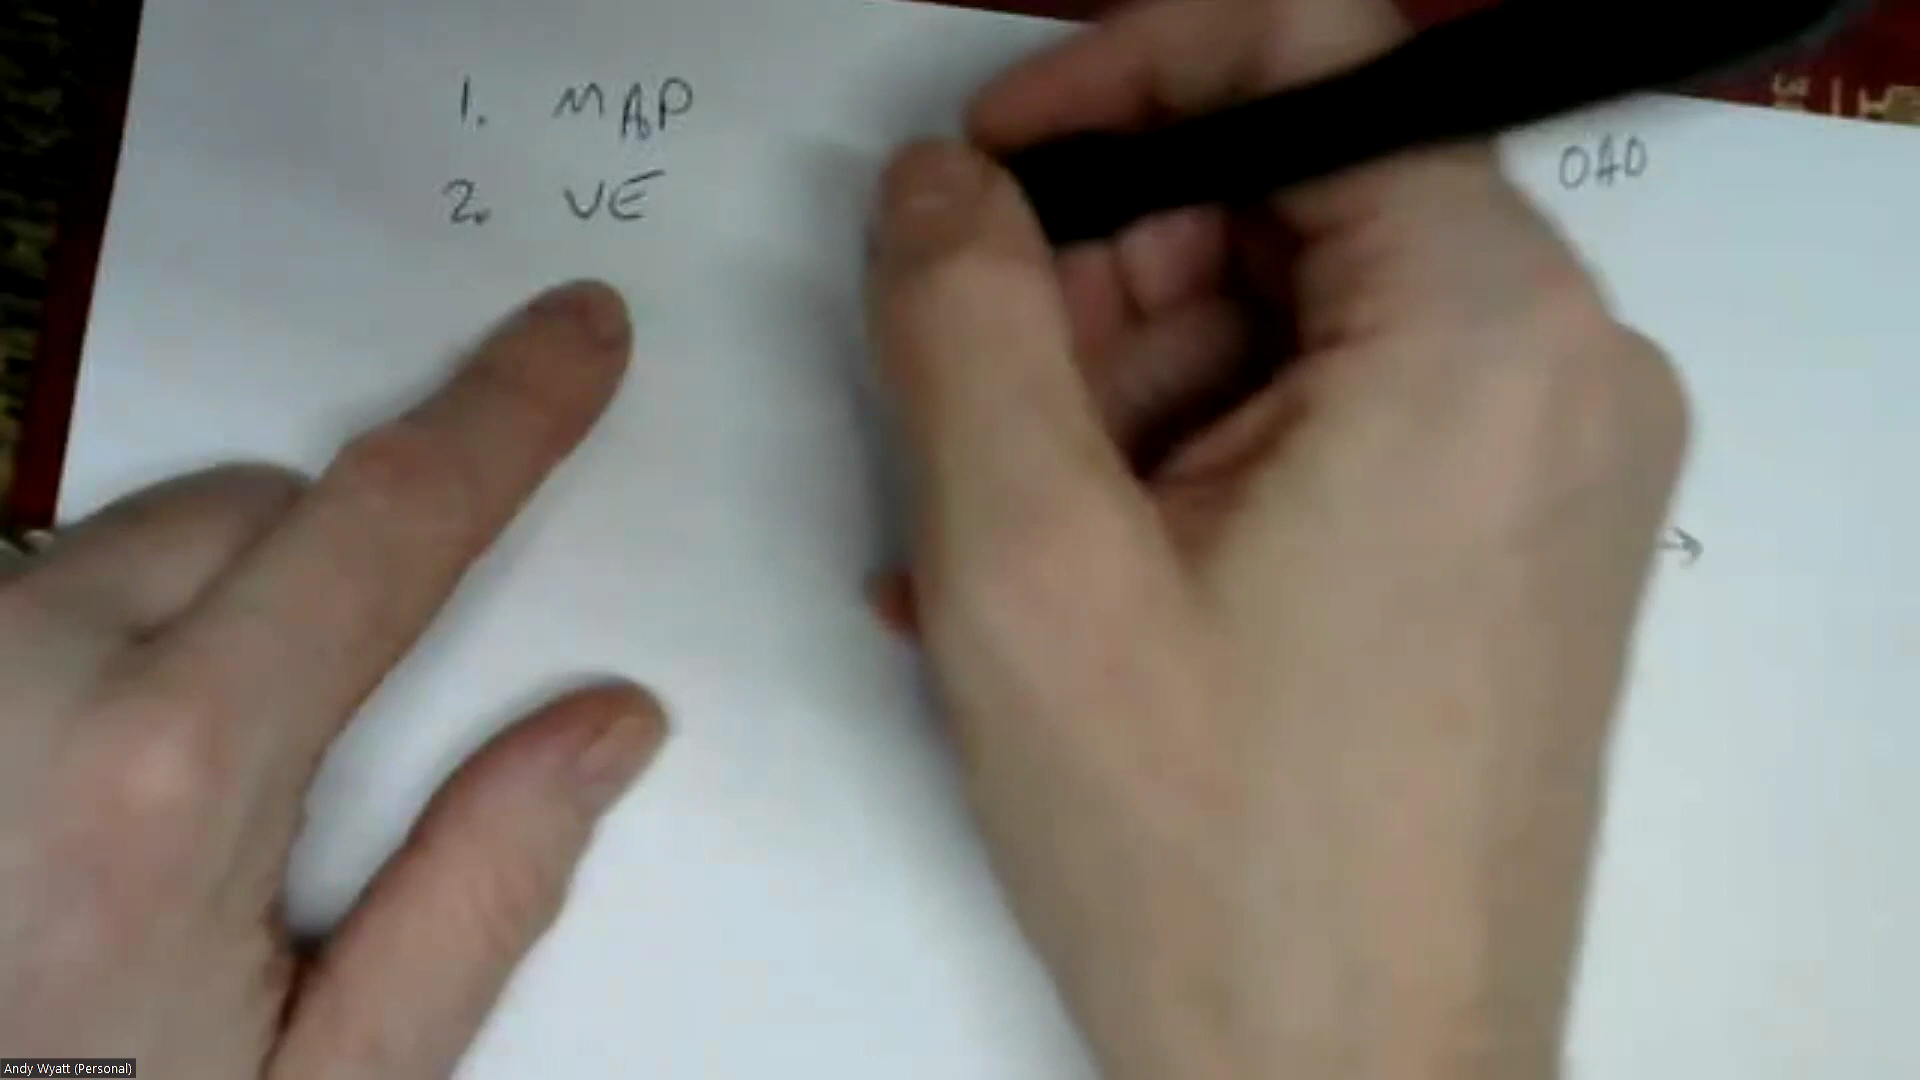 1. MAP
2. VE
OAO
Andy Wyatt (Personal)